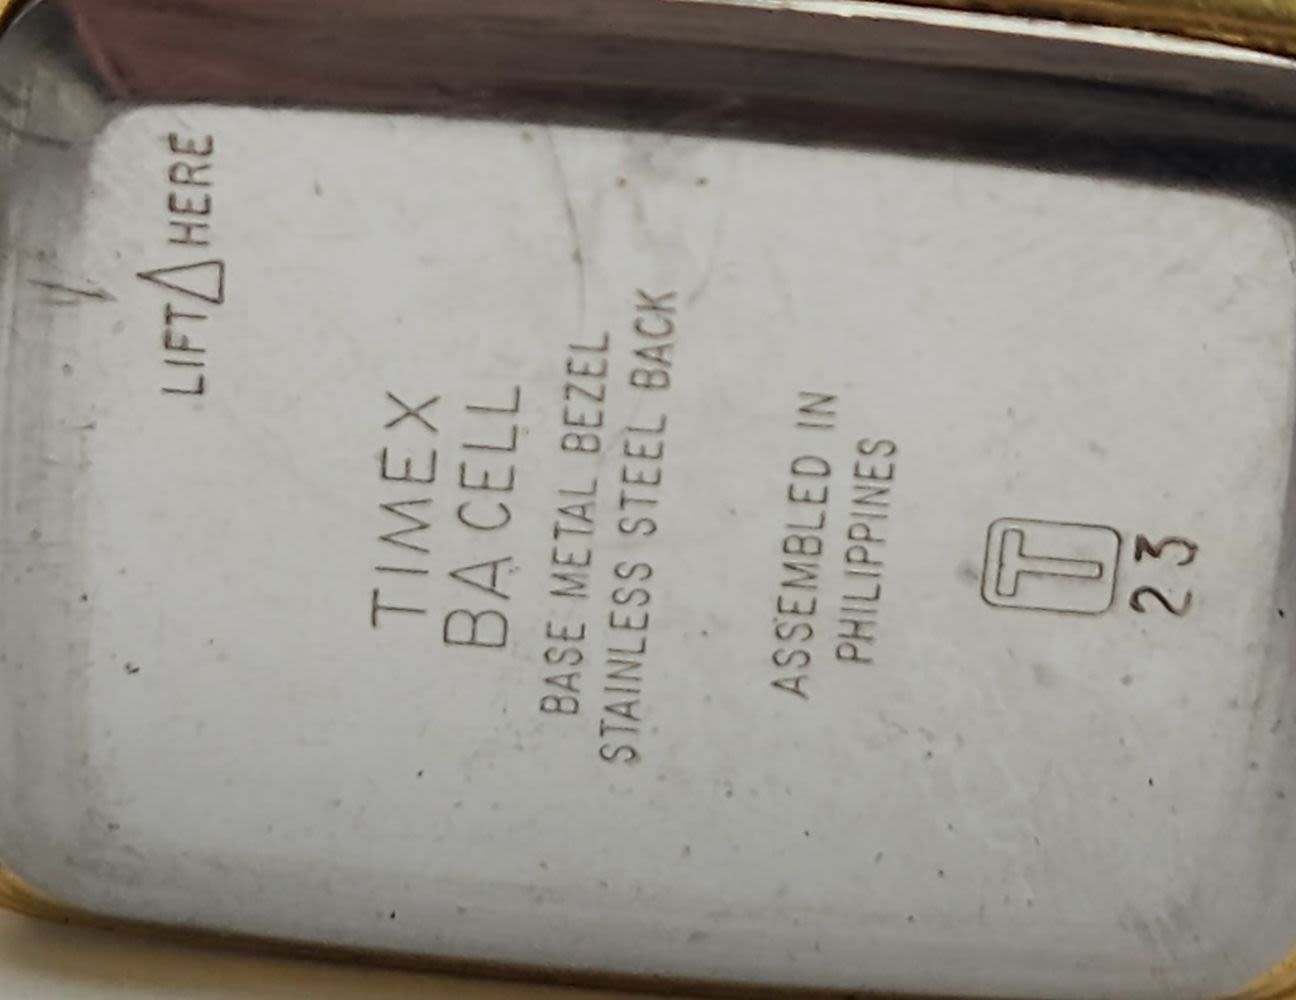 LIFT △ HERE
TIMEX
BA CELL
BASE METAL BEZEL
STAINLESS STEEL BACK
ASSEMBLED IN
PHILIPPINES
T
23